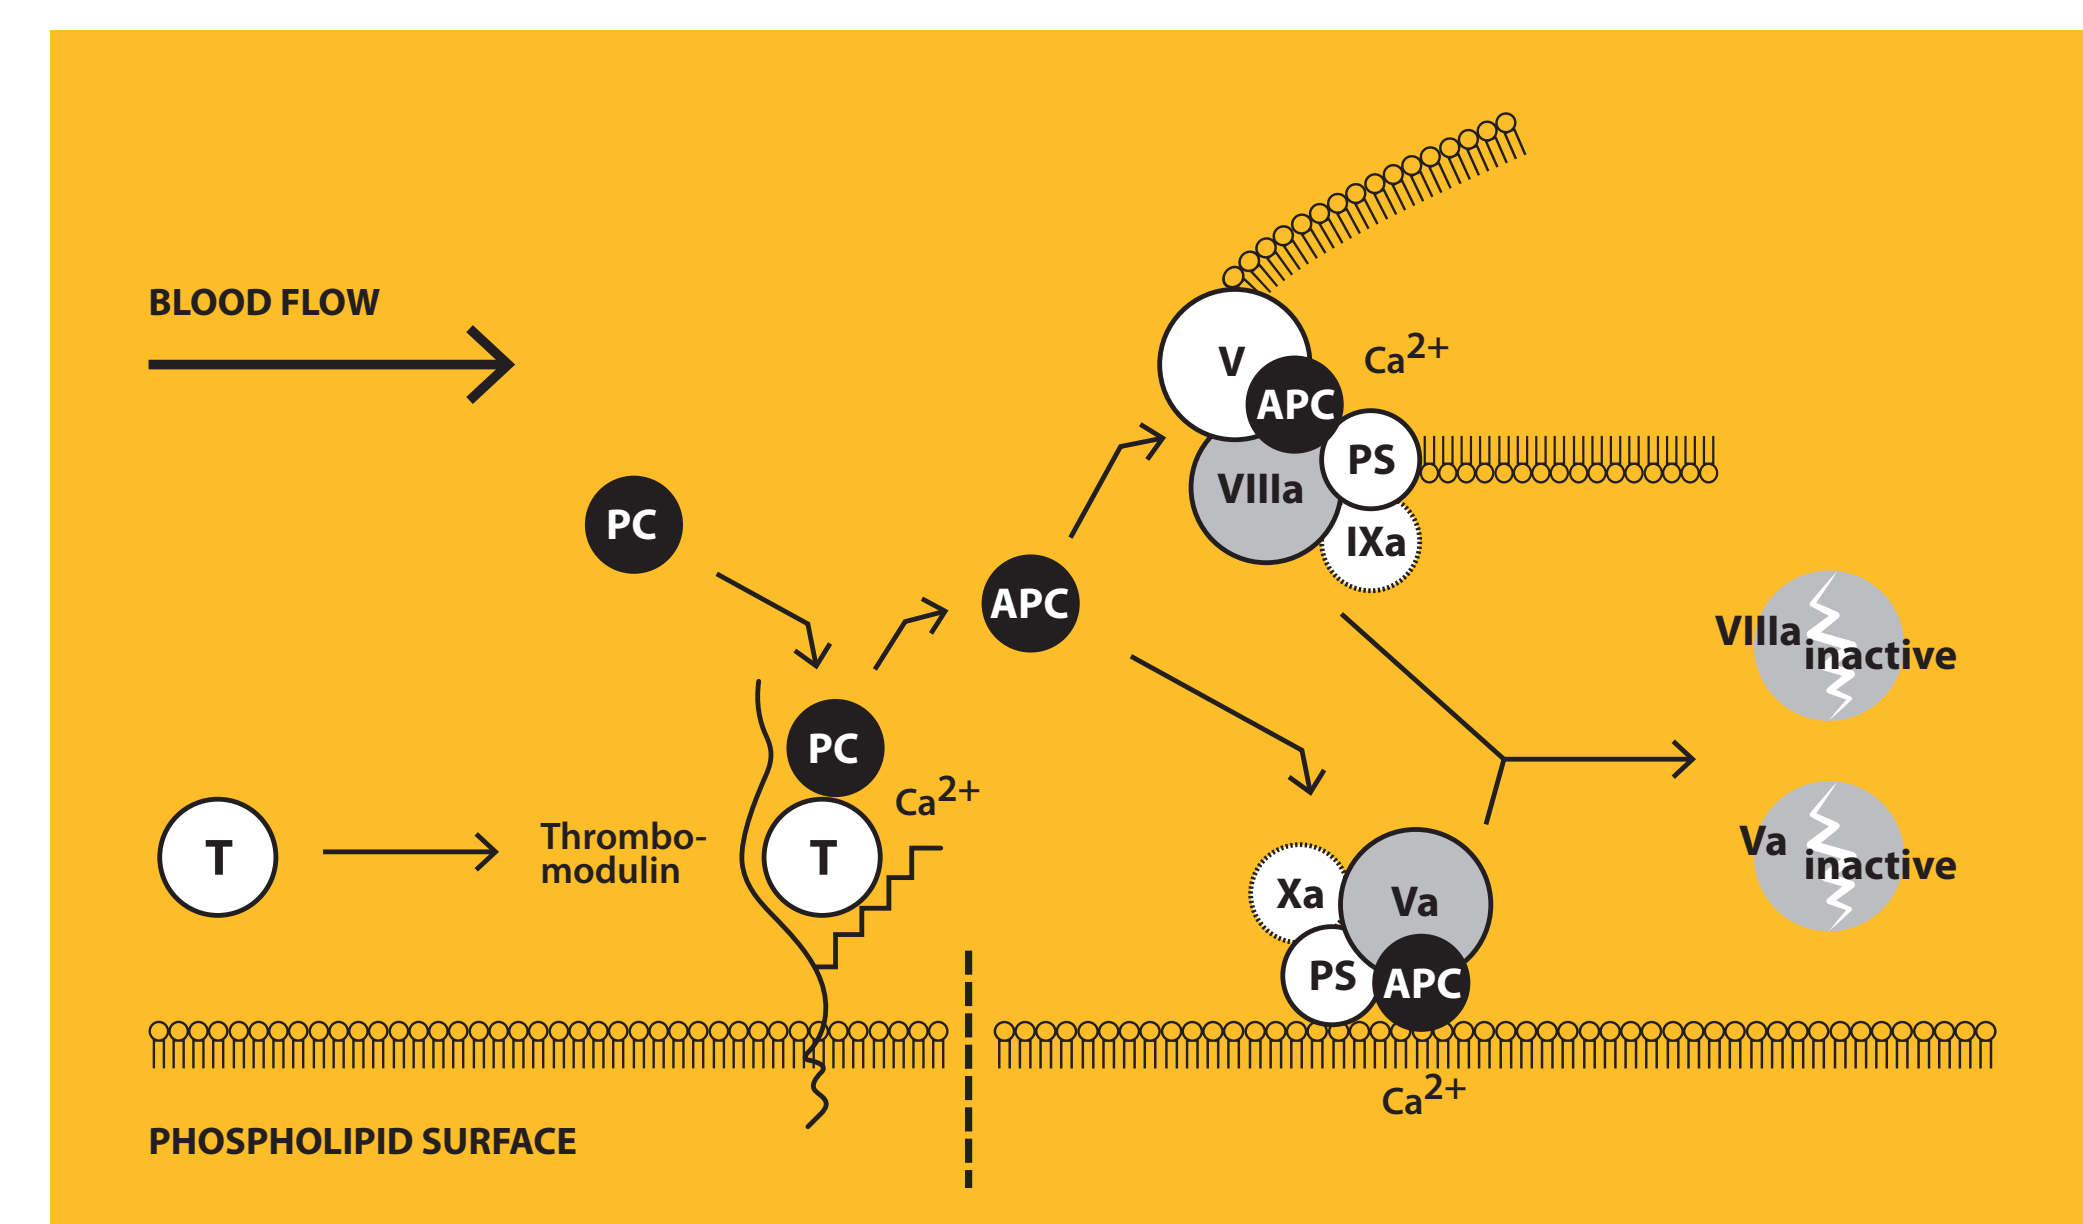 BLOOD FLOW
V
Ca2+
APC
PS
VIIIa
IXa
PC
APC
VIIIa
inactive
PC
Ca2+
T
Thrombo-
modulin
T
Va
inactive
Xa
Va
PS
APC
Ca2+
PHOSPHOLIPID SURFACE